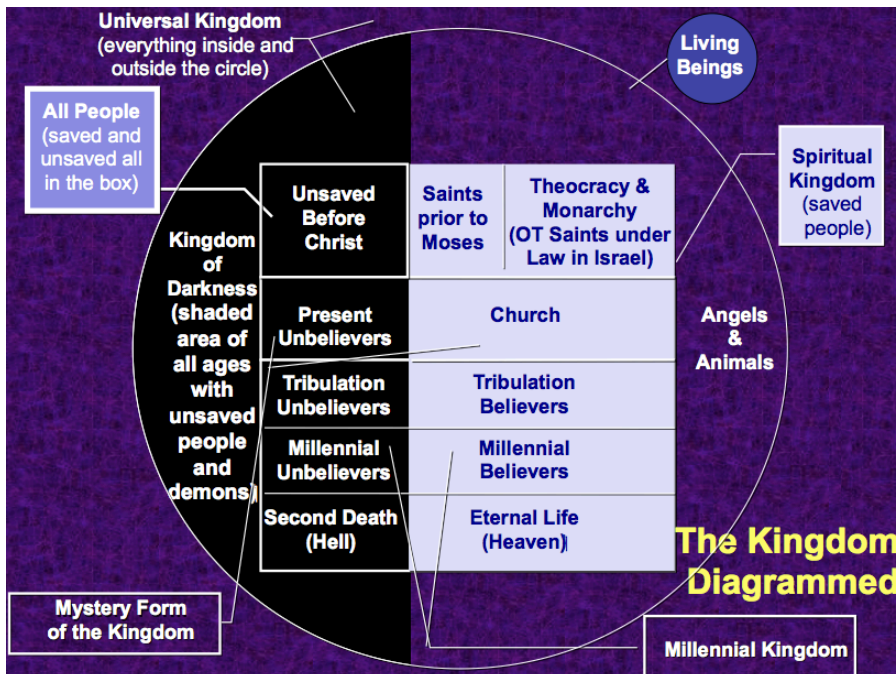 Universal Kingdom
(everything inside and
outside the circle)
Living
Beings
All People
(saved and
unsaved all
in the box)
Spiritual
Kingdom
(saved
people)
Unsaved
Before
Christ
Saints
prior to
Moses
Theocracy &
Monarchy
(OT Saints under
Law in Israel)
Kingdom
of
Darkness
(shaded
area of
all ages
with
unsaved
people
and
demons)
Present
Unbelievers
Church
Angels
&
Animals
Tribulation
Unbelievers
Tribulation
Believers
Millennial
Unbelievers
Millennial
Believers
Second Death
(Hell)
Eternal Life
(Heaven)
The Kingdom
Diagrammed
Mystery Form
of the Kingdom
Millennial Kingdom